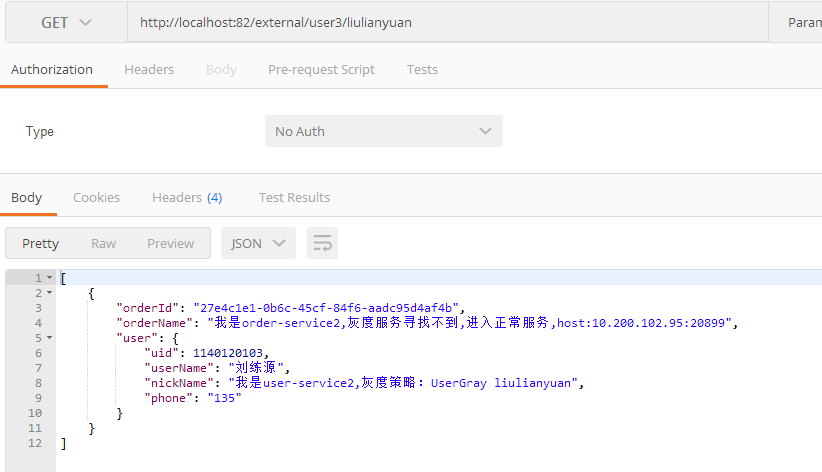 GET http://localhost:82/external/user3/liulianyuan Param
Authorization Headers Body Pre-request Script Tests
Type No Auth
Body Cookies Headers (4) Test Results
Pretty Raw Preview JSON
1 [
2 {
3 "orderId": "27e4c1e1-0b6c-45cf-84f6-aadc95d4af4b",
4 "orderName": "我是order-service2,灰度服务寻找不到,进入正常服务,host:10.200.102.95:20899",
5 "user": {
6 "uid": 1140120103,
7 "userName": "刘练源",
8 "nickName": "我是user-service2,灰度策略：UserGray liulianyuan",
9 "phone": "135"
10 }
11 }
12 ]